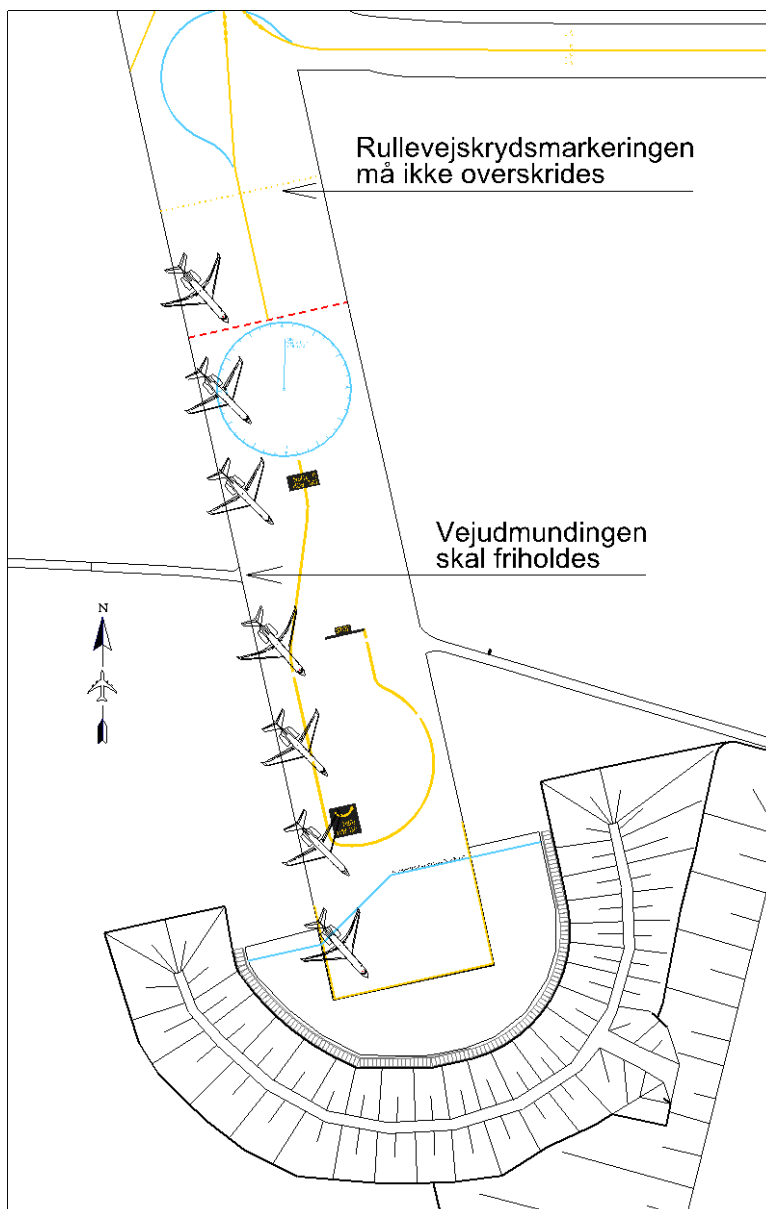 Rullevejskrydsmarkeringen
må ikke overskrides
Vejudmundingen
skal friholdes
N